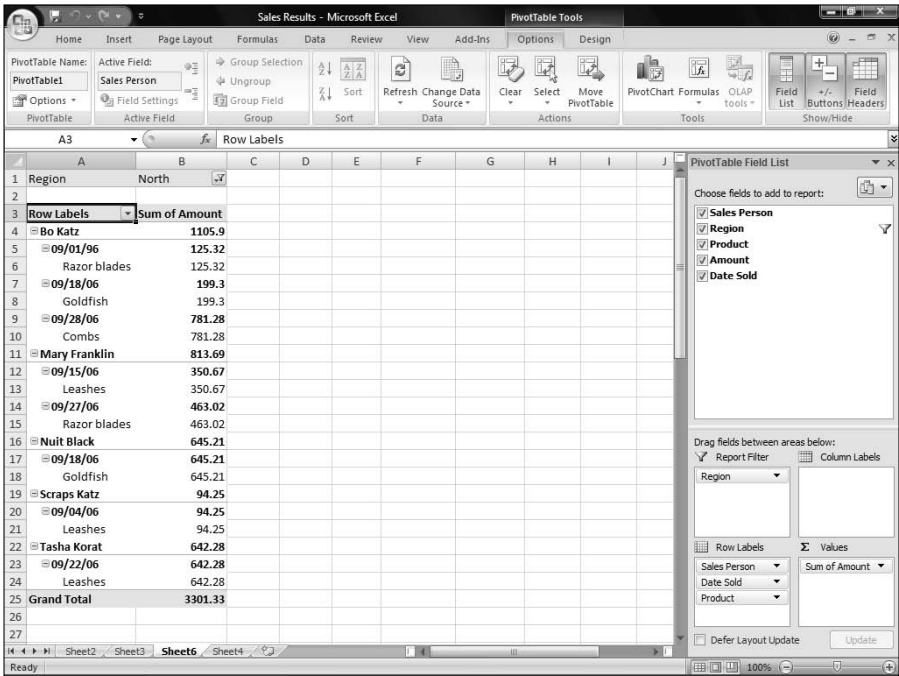 Sales Results - Microsoft Excel PivotTable Tools
Home Insert Page Layout Formulas Data Review View Add-Ins Options Design
PivotTable Name: Active Field: Group Selection
PivotTable1 Sales Person Ungroup Sort Refresh Change Data Source Clear Select Move PivotTable PivotChart Formulas OLAP tools Field List +/- Buttons Field Headers
Options Field Settings Group Field
PivotTable Active Field Group Sort Data Actions Tools Show/Hide
A3 fx Row Labels
A B C D E F G H I J
1 Region North
2
3 Row Labels Sum of Amount
4 Bo Katz 1105.9
5 09/01/96 125.32
6 Razor blades 125.32
7 09/18/06 199.3
8 Goldfish 199.3
9 09/28/06 781.28
10 Combs 781.28
11 Mary Franklin 813.69
12 09/15/06 350.67
13 Leashes 350.67
14 09/27/06 463.02
15 Razor blades 463.02
16 Nuit Black 645.21
17 09/18/06 645.21
18 Goldfish 645.21
19 Scraps Katz 94.25
20 09/04/06 94.25
21 Leashes 94.25
22 Tasha Korat 642.28
23 09/22/06 642.28
24 Leashes 642.28
25 Grand Total 3301.33
26
27
Sheet2 Sheet3 Sheet6 Sheet4
Ready 100%
PivotTable Field List
Choose fields to add to report:
Sales Person
Region
Product
Amount
Date Sold
Drag fields between areas below:
Report Filter Column Labels
Region
Row Labels Σ Values
Sales Person Sum of Amount
Date Sold
Product
Defer Layout Update Update